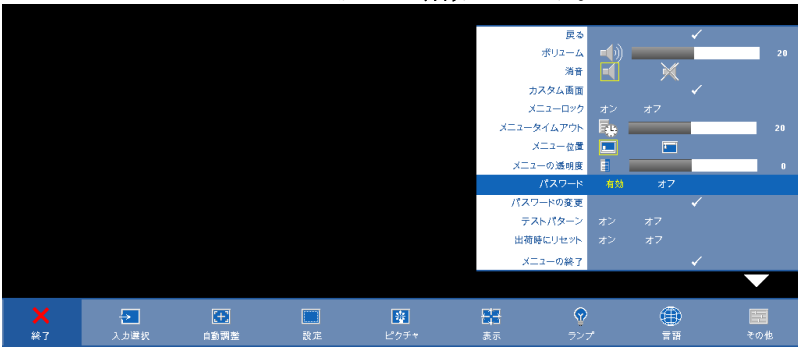 戻る
ボリューム 20
消音
カスタム画面
メニューロック オン オフ
メニュータイムアウト 20
メニュー位置
メニューの透明度 0
パスワード 有効 オフ
パスワードの変更
テストパターン オン オフ
出荷時にリセット オン オフ
メニューの終了
終了 入力選択 自動調整 設定 ピクチャ 表示 ランプ 言語 その他